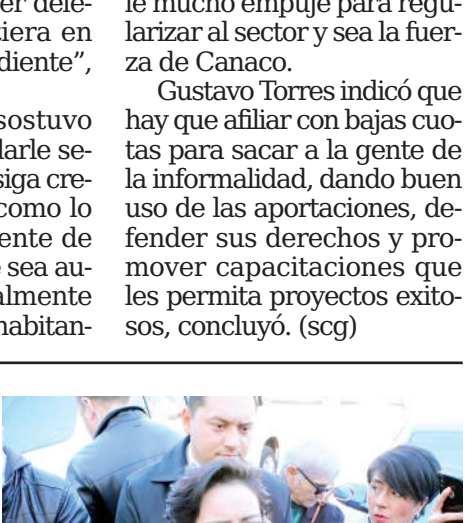 er dele-
tiera en
diente”,
sostuvo
darle se-
siga cre-
como lo
ente de
sea au-
almente
habitan-
le mucho empuje para regu-
larizar al sector y sea la fuer-
za de Canaco.
Gustavo Torres indicó que
hay que afiliar con bajas cuo-
tas para sacar a la gente de
la informalidad, dando buen
uso de las aportaciones, de-
fender sus derechos y pro-
mover capacitaciones que
les permita proyectos exito-
sos, concluyó. (scg)